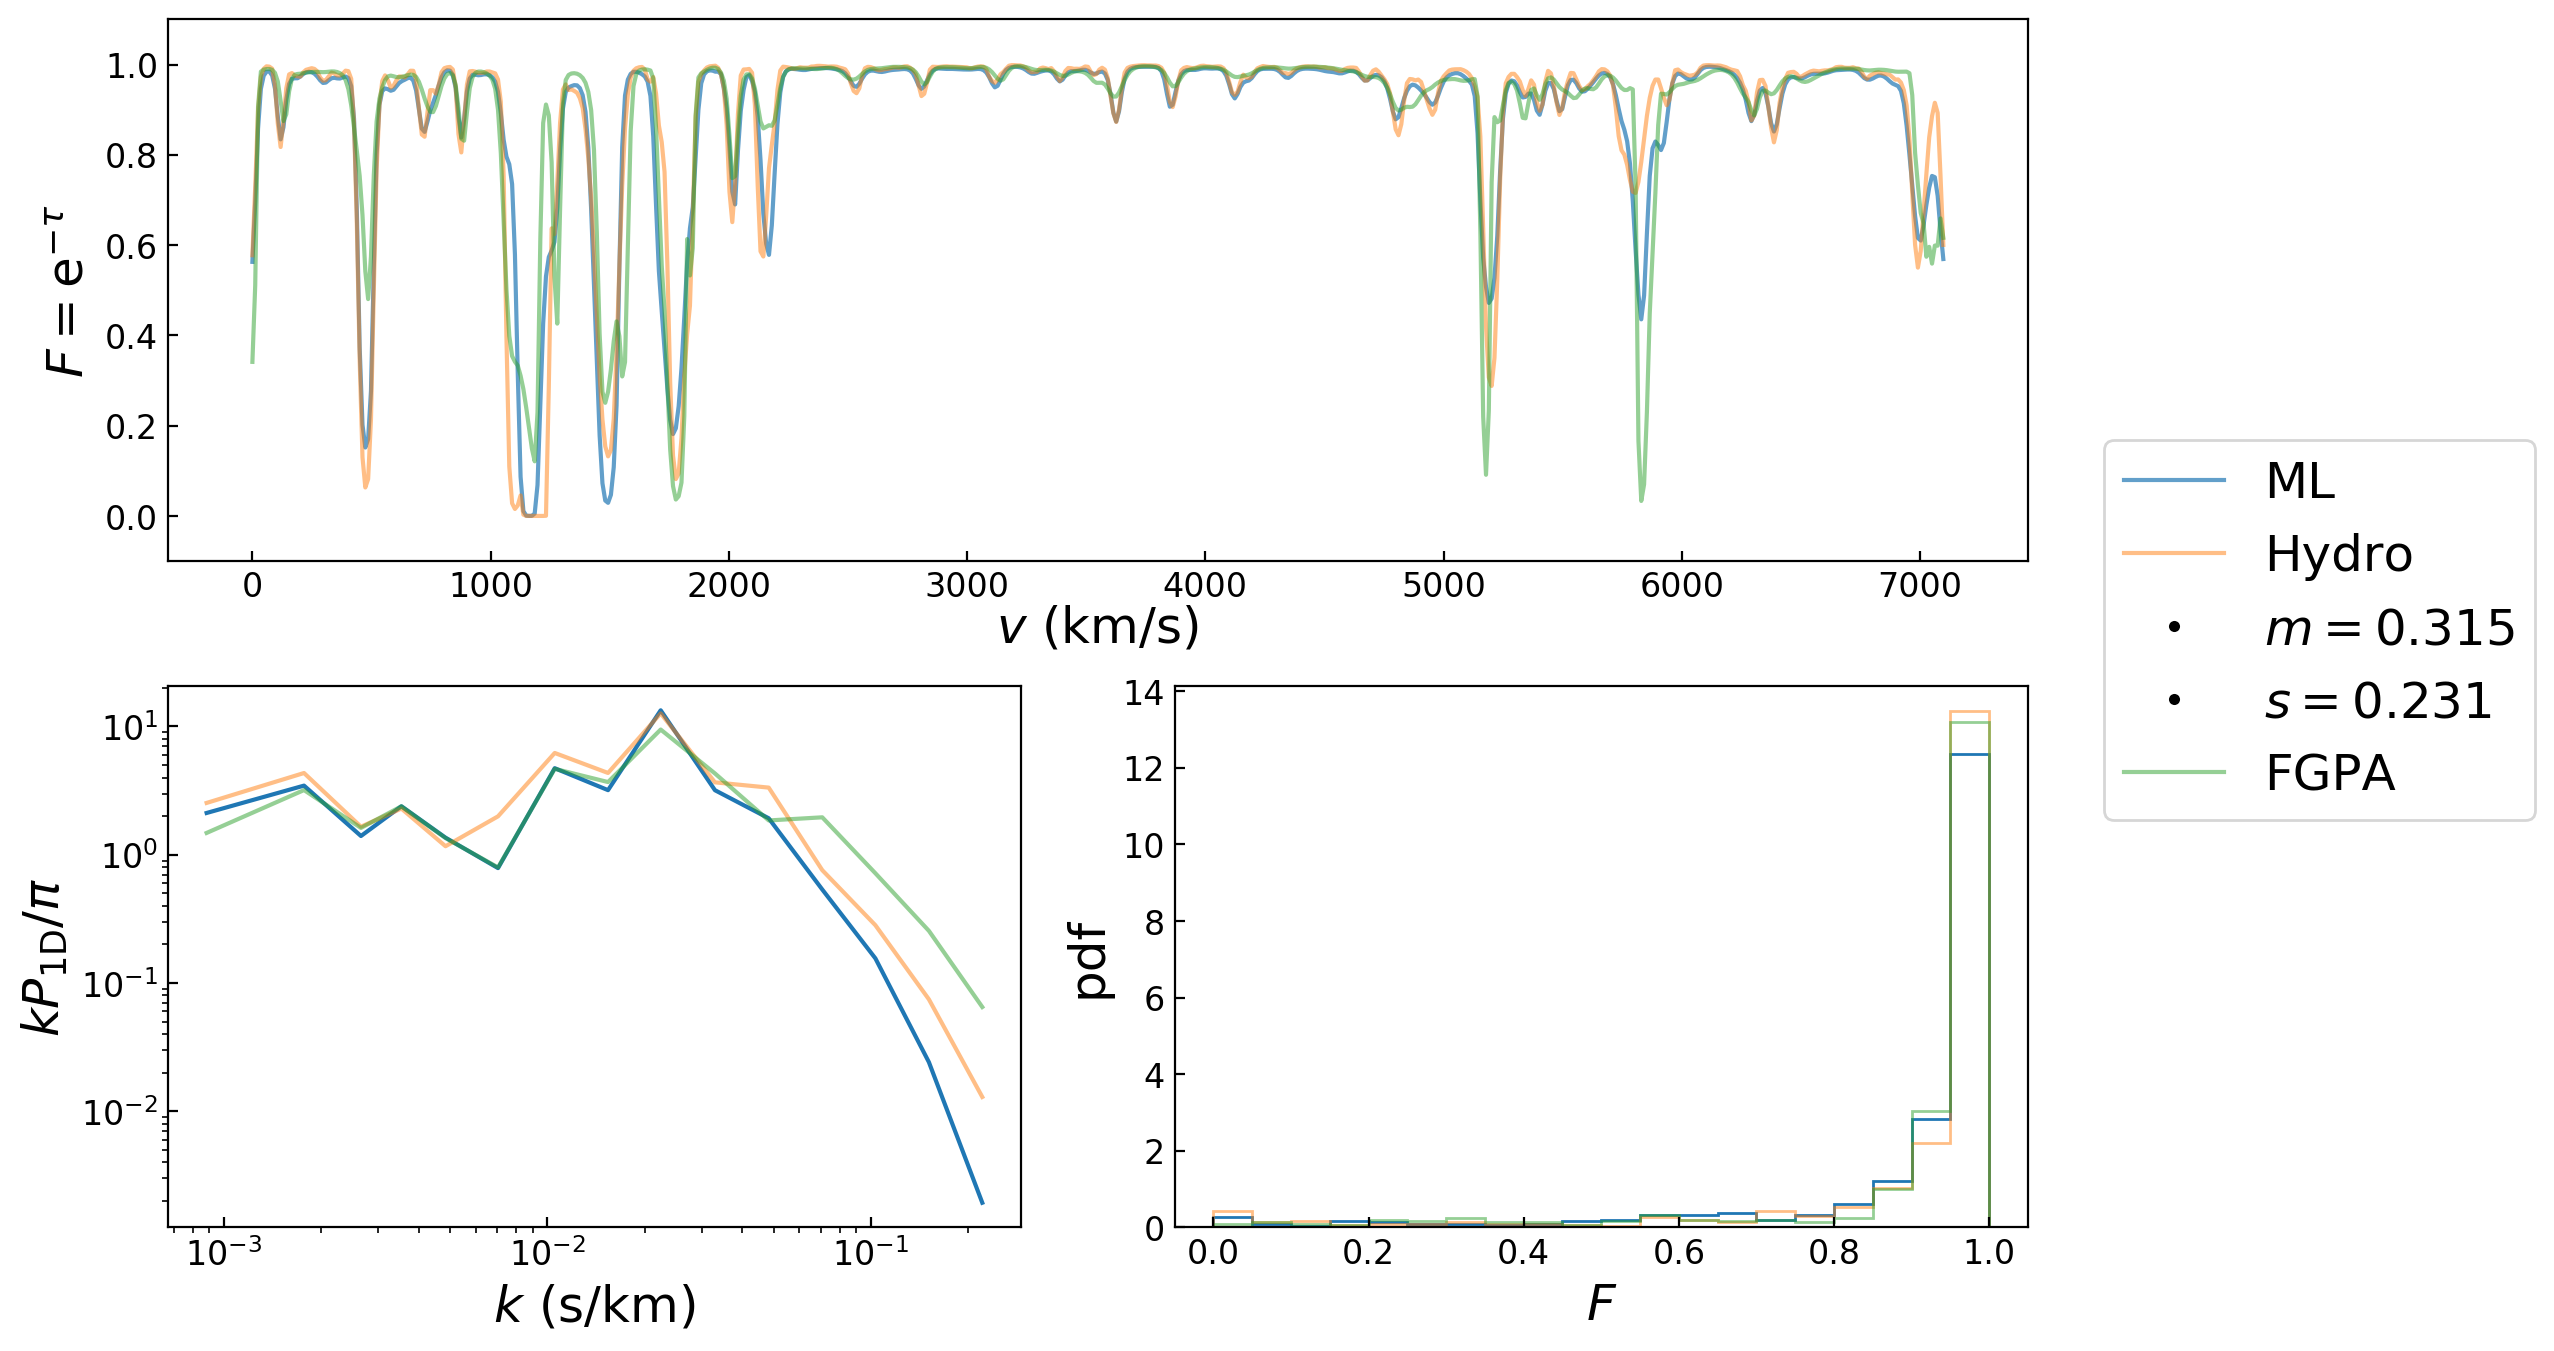 1.0
0.8
0.6
0.4
0.2
0.0
F = e^{−τ}
0 1000 2000 3000 4000 5000 6000 7000
v (km/s)
ML
Hydro
m = 0.315
s = 0.231
FGPA
10^1
10^0
10^{−1}
10^{−2}
kP_{1D}/π
10^{−3} 10^{−2} 10^{−1}
k (s/km)
14
12
10
8
6
4
2
0
pdf
0.0 0.2 0.4 0.6 0.8 1.0
F